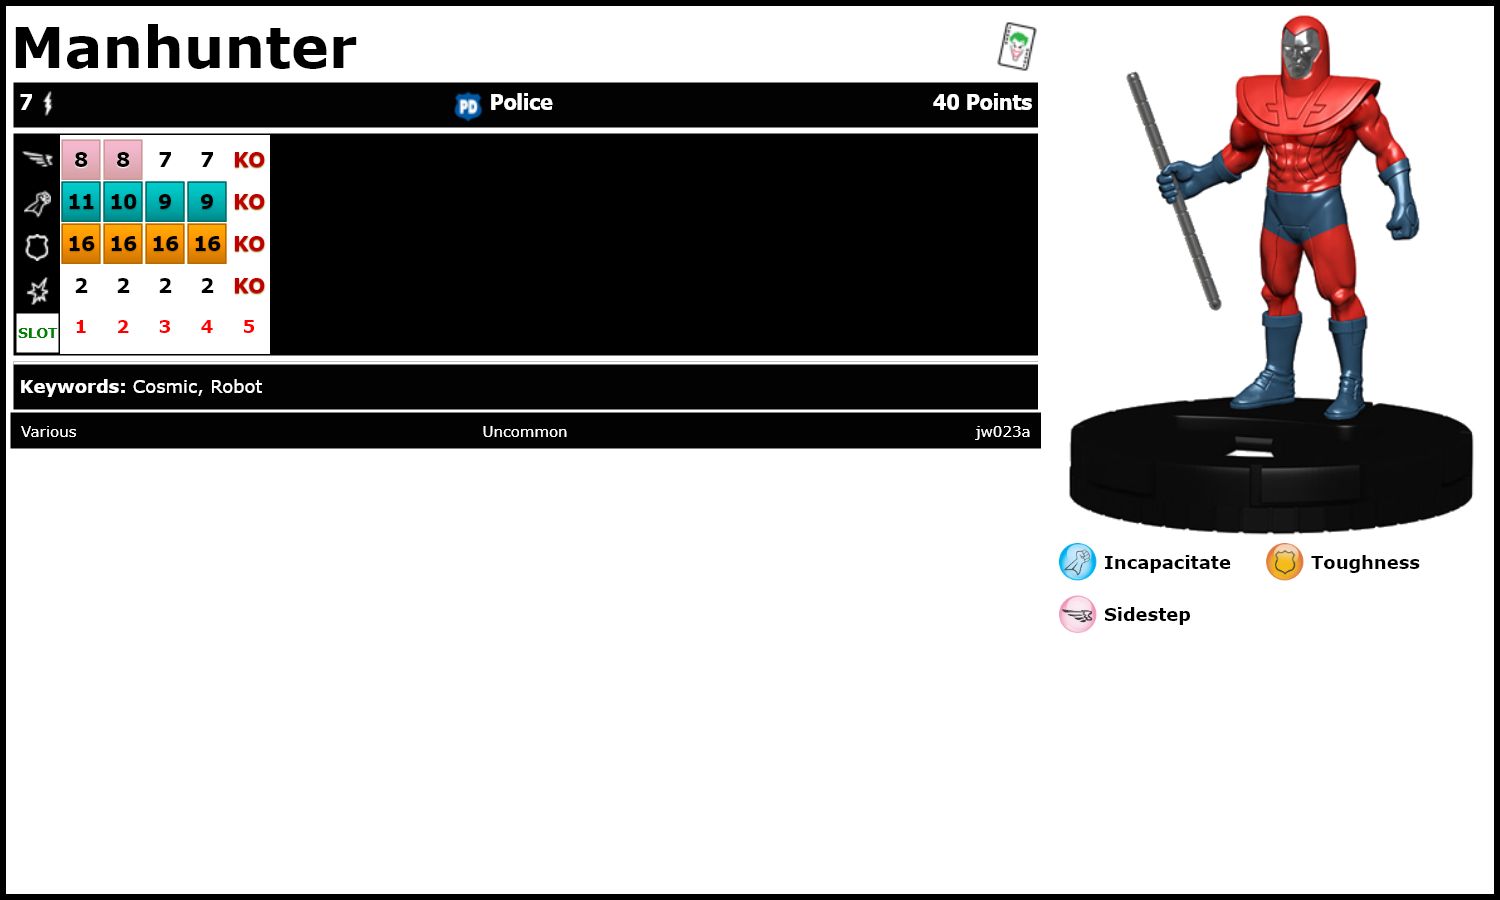 Manhunter
7 PD Police 40 Points
8 8 7 7 KO
11 10 9 9 KO
16 16 16 16 KO
2 2 2 2 KO
SLOT 1 2 3 4 5
Keywords: Cosmic, Robot
Various Uncommon jw023a
Incapacitate Toughness
Sidestep